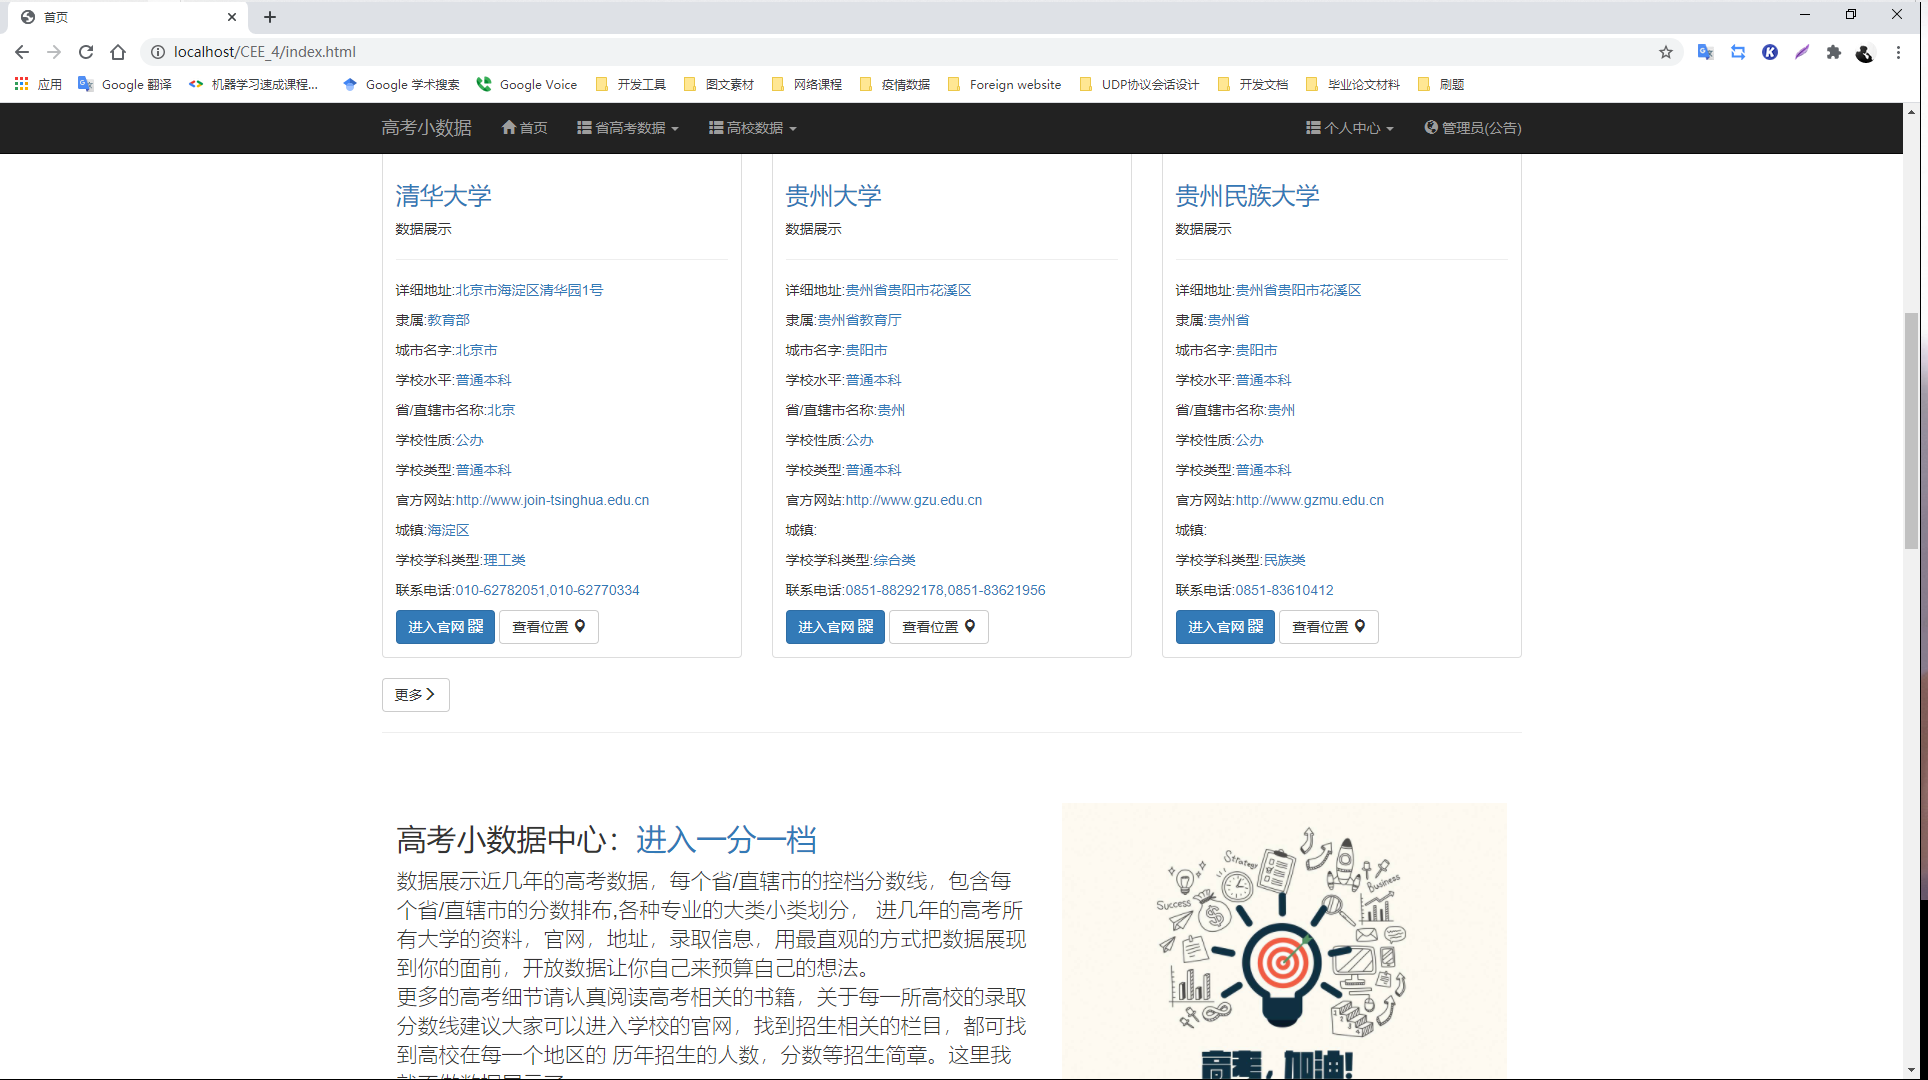 首页
localhost/CEE_4/index.html
应用 Google 翻译 机器学习速成课程... Google 学术搜索 Google Voice 开发工具 图文素材 网络课程 疫情数据 Foreign website UDP协议会话设计 开发文档 毕业论文材料 刷题
高考小数据 首页 省高考数据 高校数据 个人中心 管理员(公告)
清华大学
数据展示
详细地址:北京市海淀区清华园1号
隶属:教育部
城市名字:北京市
学校水平:普通本科
省/直辖市名称:北京
学校性质:公办
学校类型:普通本科
官方网站:http://www.join-tsinghua.edu.cn
城镇:海淀区
学校学科类型:理工类
联系电话:010-62782051,010-62770334
进入官网 查看位置
贵州大学
数据展示
详细地址:贵州省贵阳市花溪区
隶属:贵州省教育厅
城市名字:贵阳市
学校水平:普通本科
省/直辖市名称:贵州
学校性质:公办
学校类型:普通本科
官方网站:http://www.gzu.edu.cn
城镇:
学校学科类型:综合类
联系电话:0851-88292178,0851-83621956
进入官网 查看位置
贵州民族大学
数据展示
详细地址:贵州省贵阳市花溪区
隶属:贵州省
城市名字:贵阳市
学校水平:普通本科
省/直辖市名称:贵州
学校性质:公办
学校类型:普通本科
官方网站:http://www.gzmu.edu.cn
城镇:
学校学科类型:民族类
联系电话:0851-83610412
进入官网 查看位置
更多
高考小数据中心：进入一分一档
数据展示近几年的高考数据，每个省/直辖市的控档分数线，包含每
个省/直辖市的分数排布,各种专业的大类小类划分， 进几年的高考所
有大学的资料，官网，地址，录取信息，用最直观的方式把数据展现
到你的面前，开放数据让你自己来预算自己的想法。
更多的高考细节请认真阅读高考相关的书籍，关于每一所高校的录取
分数线建议大家可以进入学校的官网，找到招生相关的栏目，都可找
到高校在每一个地区的 历年招生的人数，分数等招生简章。这里我
Strategy
Success
Business
1 2 3
高考，加油!